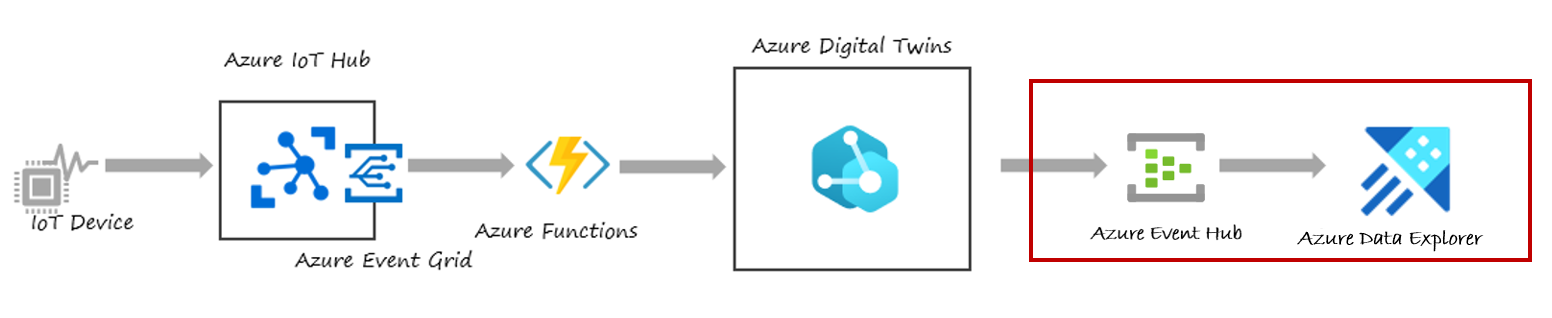 Azure IoT Hub
Azure Digital Twins
IoT Device
Azure Functions
Azure Event Hub
Azure Data Explorer
Azure Event Grid